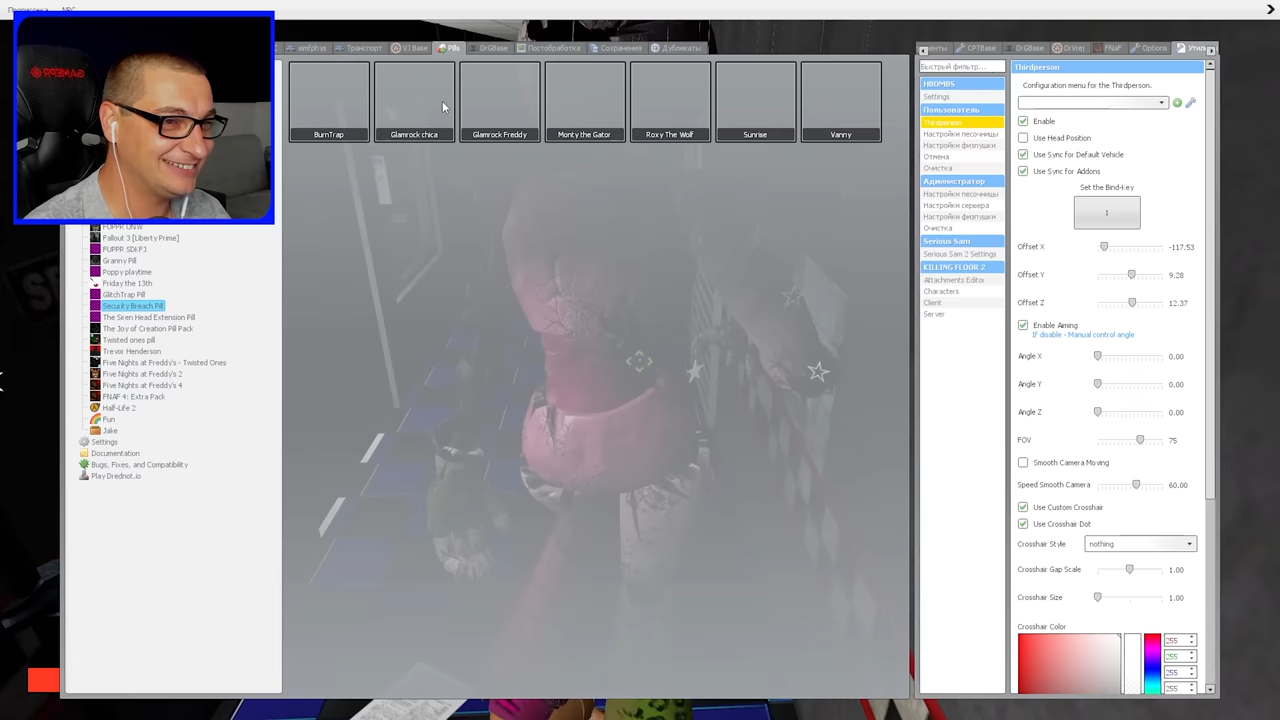 simfphys
Транспорт
VJ Base
Pills
DrGBase
Постобработка
Сохранения
Дубликаты
BurnTrap
Glamrock chica
Glamrock Freddy
Monty the Gator
Roxy The Wolf
Sunrise
Vanny
Fallout 3 [Liberty Prime]
FUPPR SDkFJ
Granny Pill
Poppy playtime
Friday the 13th
GlitchTrap Pill
Security Breach Pill
The Siren Head Extension Pill
The Joy of Creation Pill Pack
Twisted ones pill
Trevor Henderson
Five Nights at Freddy's - Twisted Ones
Five Nights at Freddy's 2
Five Nights at Freddy's 4
FNAF 4: Extra Pack
Half-Life 2
Fun
Jake
Settings
Documentation
Bugs, Fixes, and Compatibility
Play Drednot.io
CPTBase
DRGBase
DrVrej
FNaF
Options
Утили
Быстрый фильтр...
HBOMBS
Settings
Пользователь
Thirdperson
Настройки песочницы
Настройки физпушки
Отмена
Очистка
Администратор
Настройки песочницы
Настройки сервера
Настройки физпушки
Очистка
Serious Sam
Serious Sam 2 Settings
KILLING FLOOR 2
Attachments Editor
Characters
Client
Server
Thirdperson
Configuration menu for the Thirdperson.
Enable
Use Head Position
Use Sync for Default Vehicle
Use Sync for Addons
Set the Bind-Key
1
Offset X -117.53
Offset Y 9.28
Offset Z 12.37
Enable Aiming
If disable - Manual control angle
Angle X 0.00
Angle Y 0.00
Angle Z 0.00
FOV 75
Smooth Camera Moving
Speed Smooth Camera 60.00
Use Custom Crosshair
Use Crosshair Dot
Crosshair Style nothing
Crosshair Gap Scale 1.00
Crosshair Size 1.00
Crosshair Color
255
255
255
255